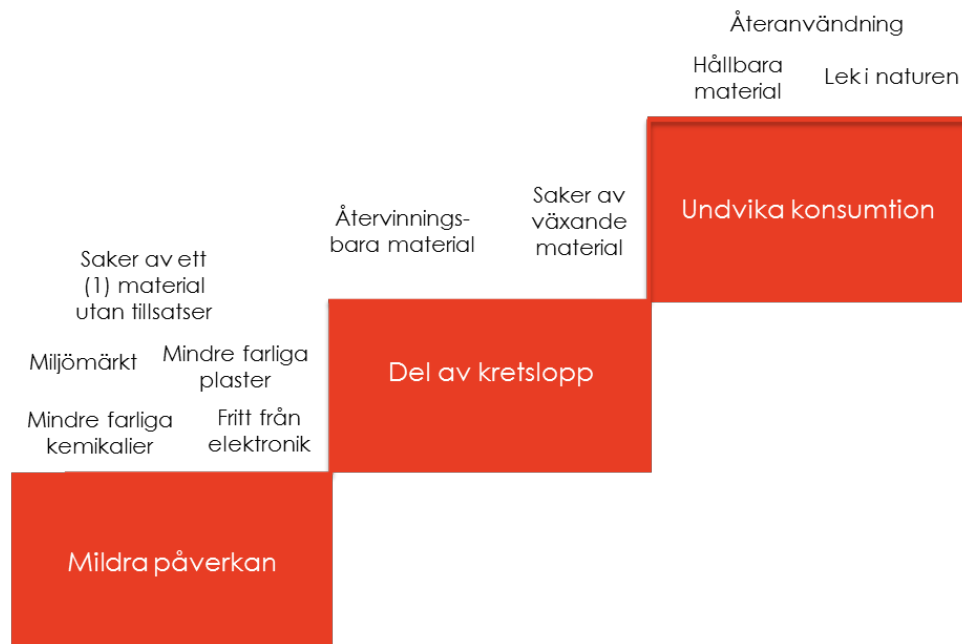 Återanvändning
Hållbara
material
Lek i naturen
Undvika konsumtion
Återvinnings-
bara material
Saker av
växande
material
Del av kretslopp
Saker av ett
(1) material
utan tillsatser
Miljömärkt
Mindre farliga
plaster
Mindre farliga
kemikalier
Fritt från
elektronik
Mildra påverkan